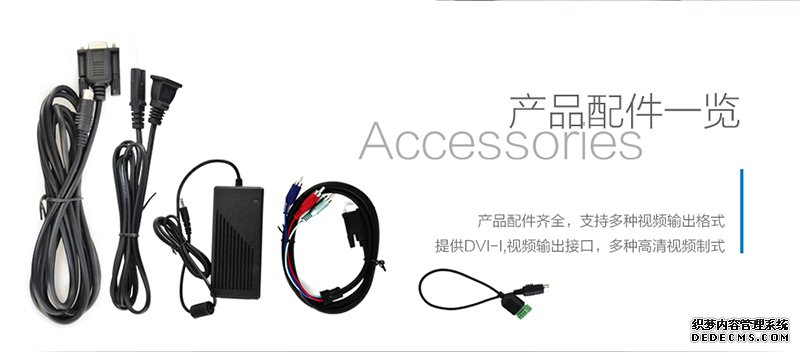 产品配件一览
Accessories
产品配件齐全，支持多种视频输出格式
提供DVI-I,视频输出接口，多种高清视频制式
织梦内容管理系统
DEDECMS.COM